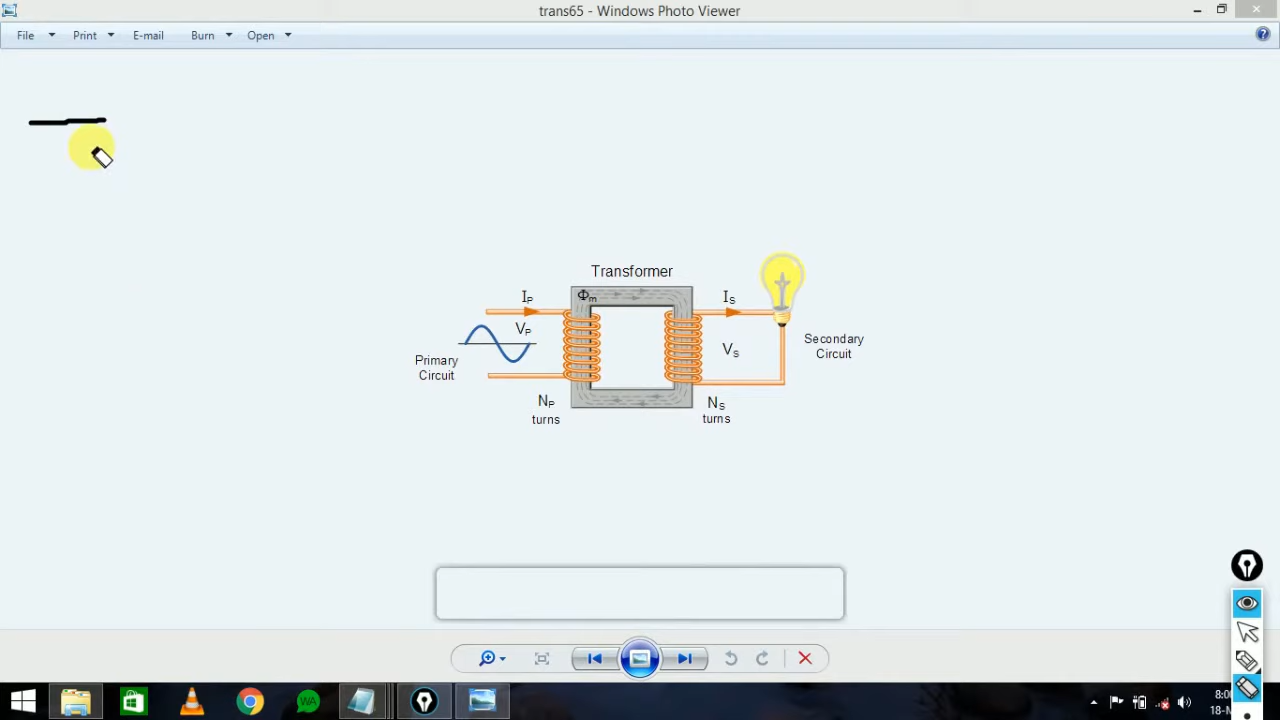 trans65 - Windows Photo Viewer
File Print E-mail Burn Open
Transformer
Φm
IP
IS
VP
VS
Primary
Circuit
Secondary
Circuit
NP
turns
NS
turns
WA